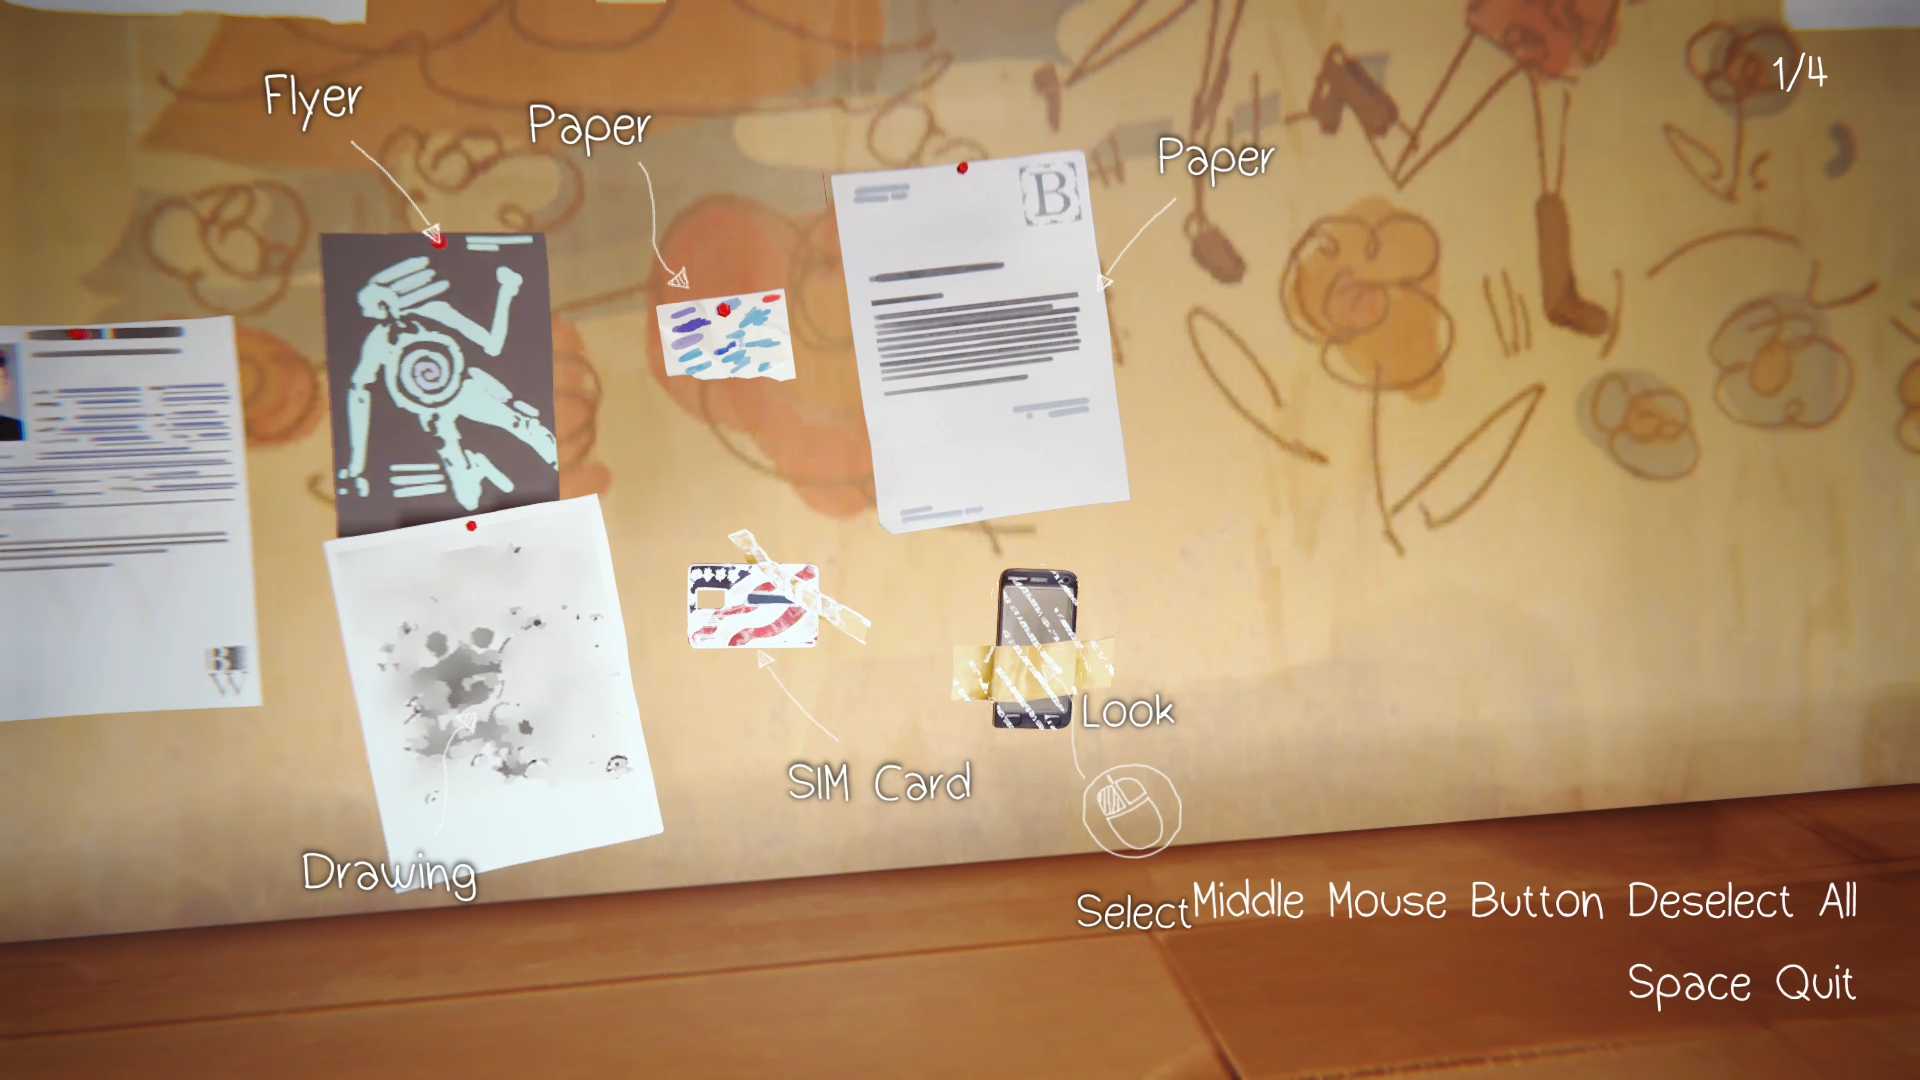 1/4
Flyer
Paper
Paper
B
B
W
Look
SIM Card
Drawing
Select
Middle Mouse Button Deselect All
Space Quit